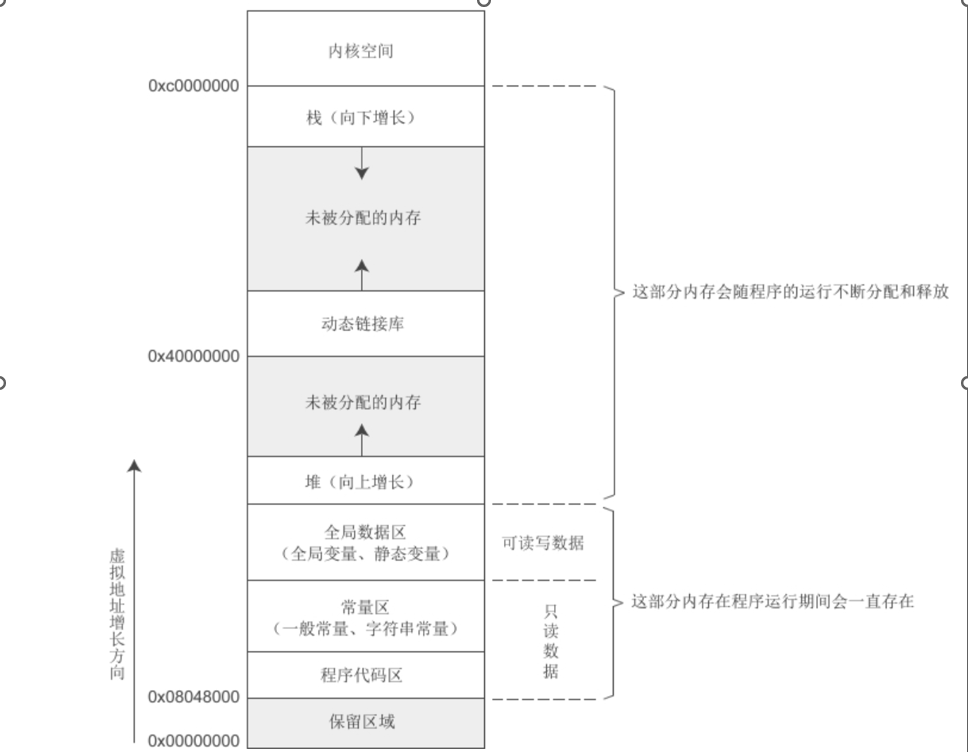 内核空间
0xc0000000
栈（向下增长）
未被分配的内存
这部分内存会随程序的运行不断分配和释放
动态链接库
0x40000000
未被分配的内存
堆（向上增长）
全局数据区
（全局变量、静态变量）
可读写数据
虚拟地址增长方向
常量区
（一般常量、字符串常量）
只读数据
这部分内存在程序运行期间会一直存在
程序代码区
0x08048000
保留区域
0x00000000